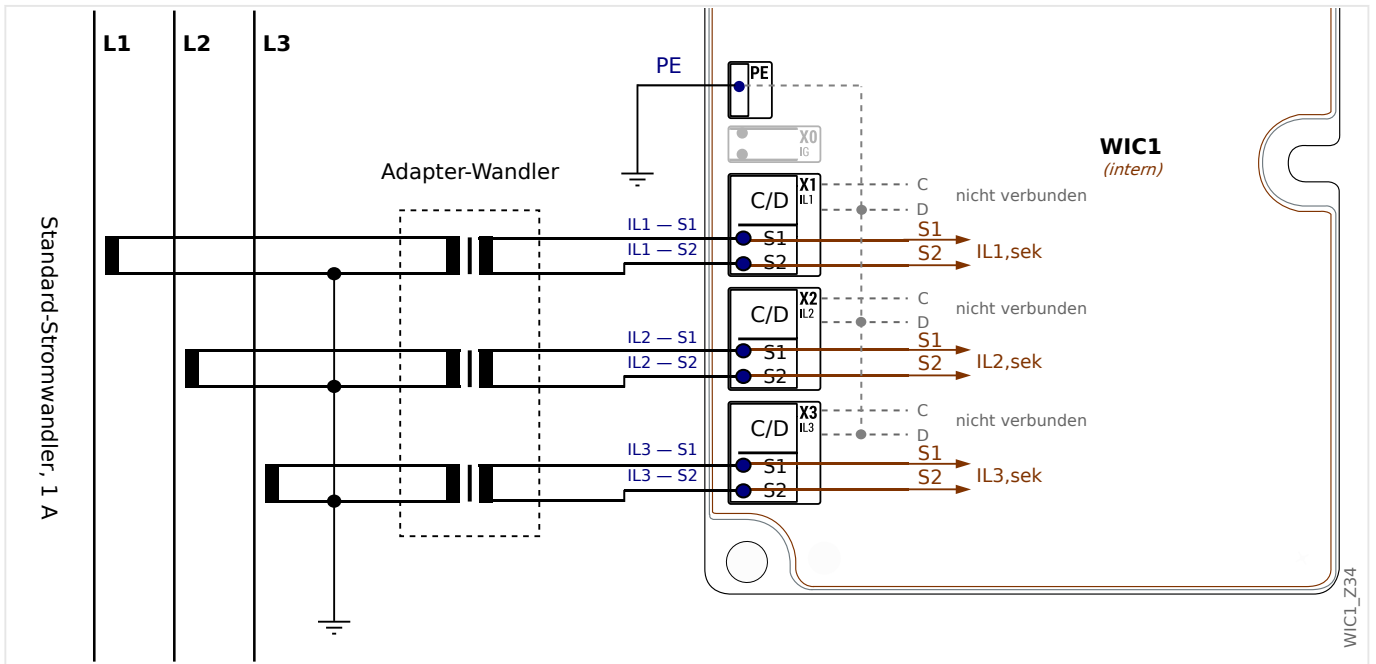 L1
L2
L3
PE
PE
X0
IG
WIC1
(intern)
Adapter-Wandler
Standard-Stromwandler, 1 A
X1
IL1
C/D
C
D
nicht verbunden
IL1 — S1
S1
S1
IL1 — S2
S2
S2
IL1,sek
X2
IL2
C/D
C
D
nicht verbunden
IL2 — S1
S1
S1
IL2 — S2
S2
S2
IL2,sek
X3
IL3
C/D
C
D
nicht verbunden
IL3 — S1
S1
S1
IL3 — S2
S2
S2
IL3,sek
WIC1_Z34